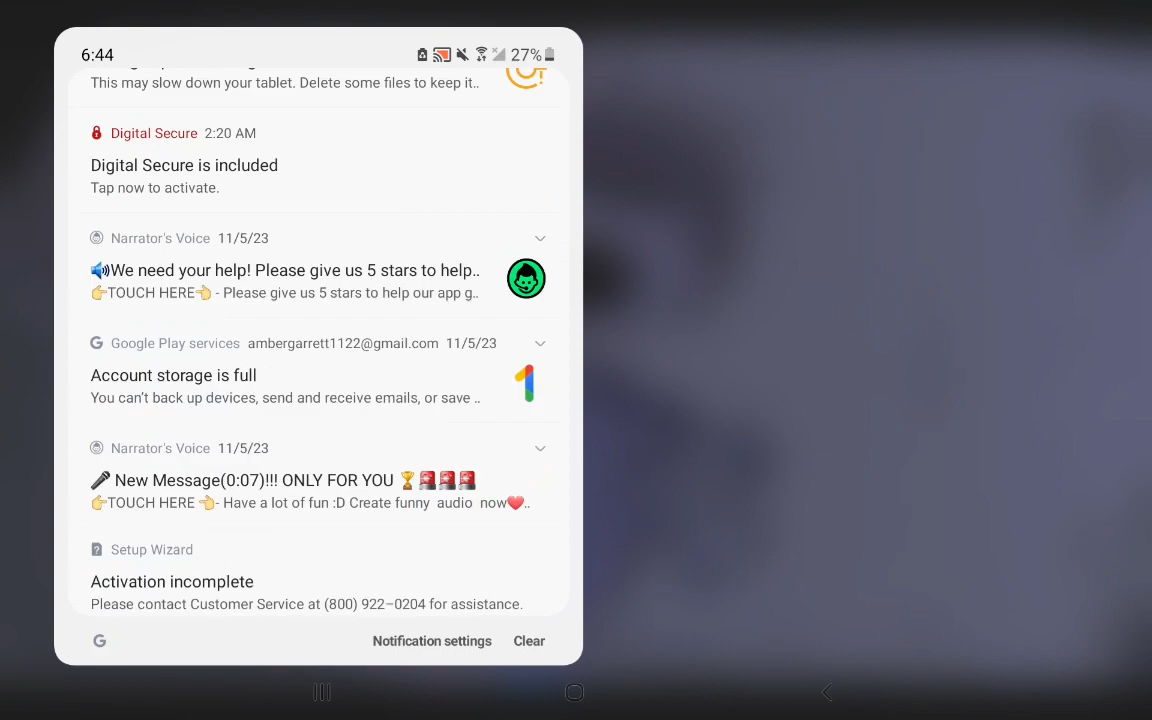 6:44
27%
This may slow down your tablet. Delete some files to keep it..
Digital Secure 2:20 AM
Digital Secure is included
Tap now to activate.
Narrator's Voice 11/5/23
🔊We need your help! Please give us 5 stars to help..
👉TOUCH HERE👈 - Please give us 5 stars to help our app g..
Google Play services ambergarrett1122@gmail.com 11/5/23
Account storage is full
You can't back up devices, send and receive emails, or save ..
Narrator's Voice 11/5/23
🎤 New Message(0:07)!!! ONLY FOR YOU 🏆🚨🚨🚨
👉TOUCH HERE 👈- Have a lot of fun :D Create funny audio now❤️..
Setup Wizard
Activation incomplete
Please contact Customer Service at (800) 922–0204 for assistance.
Notification settings Clear